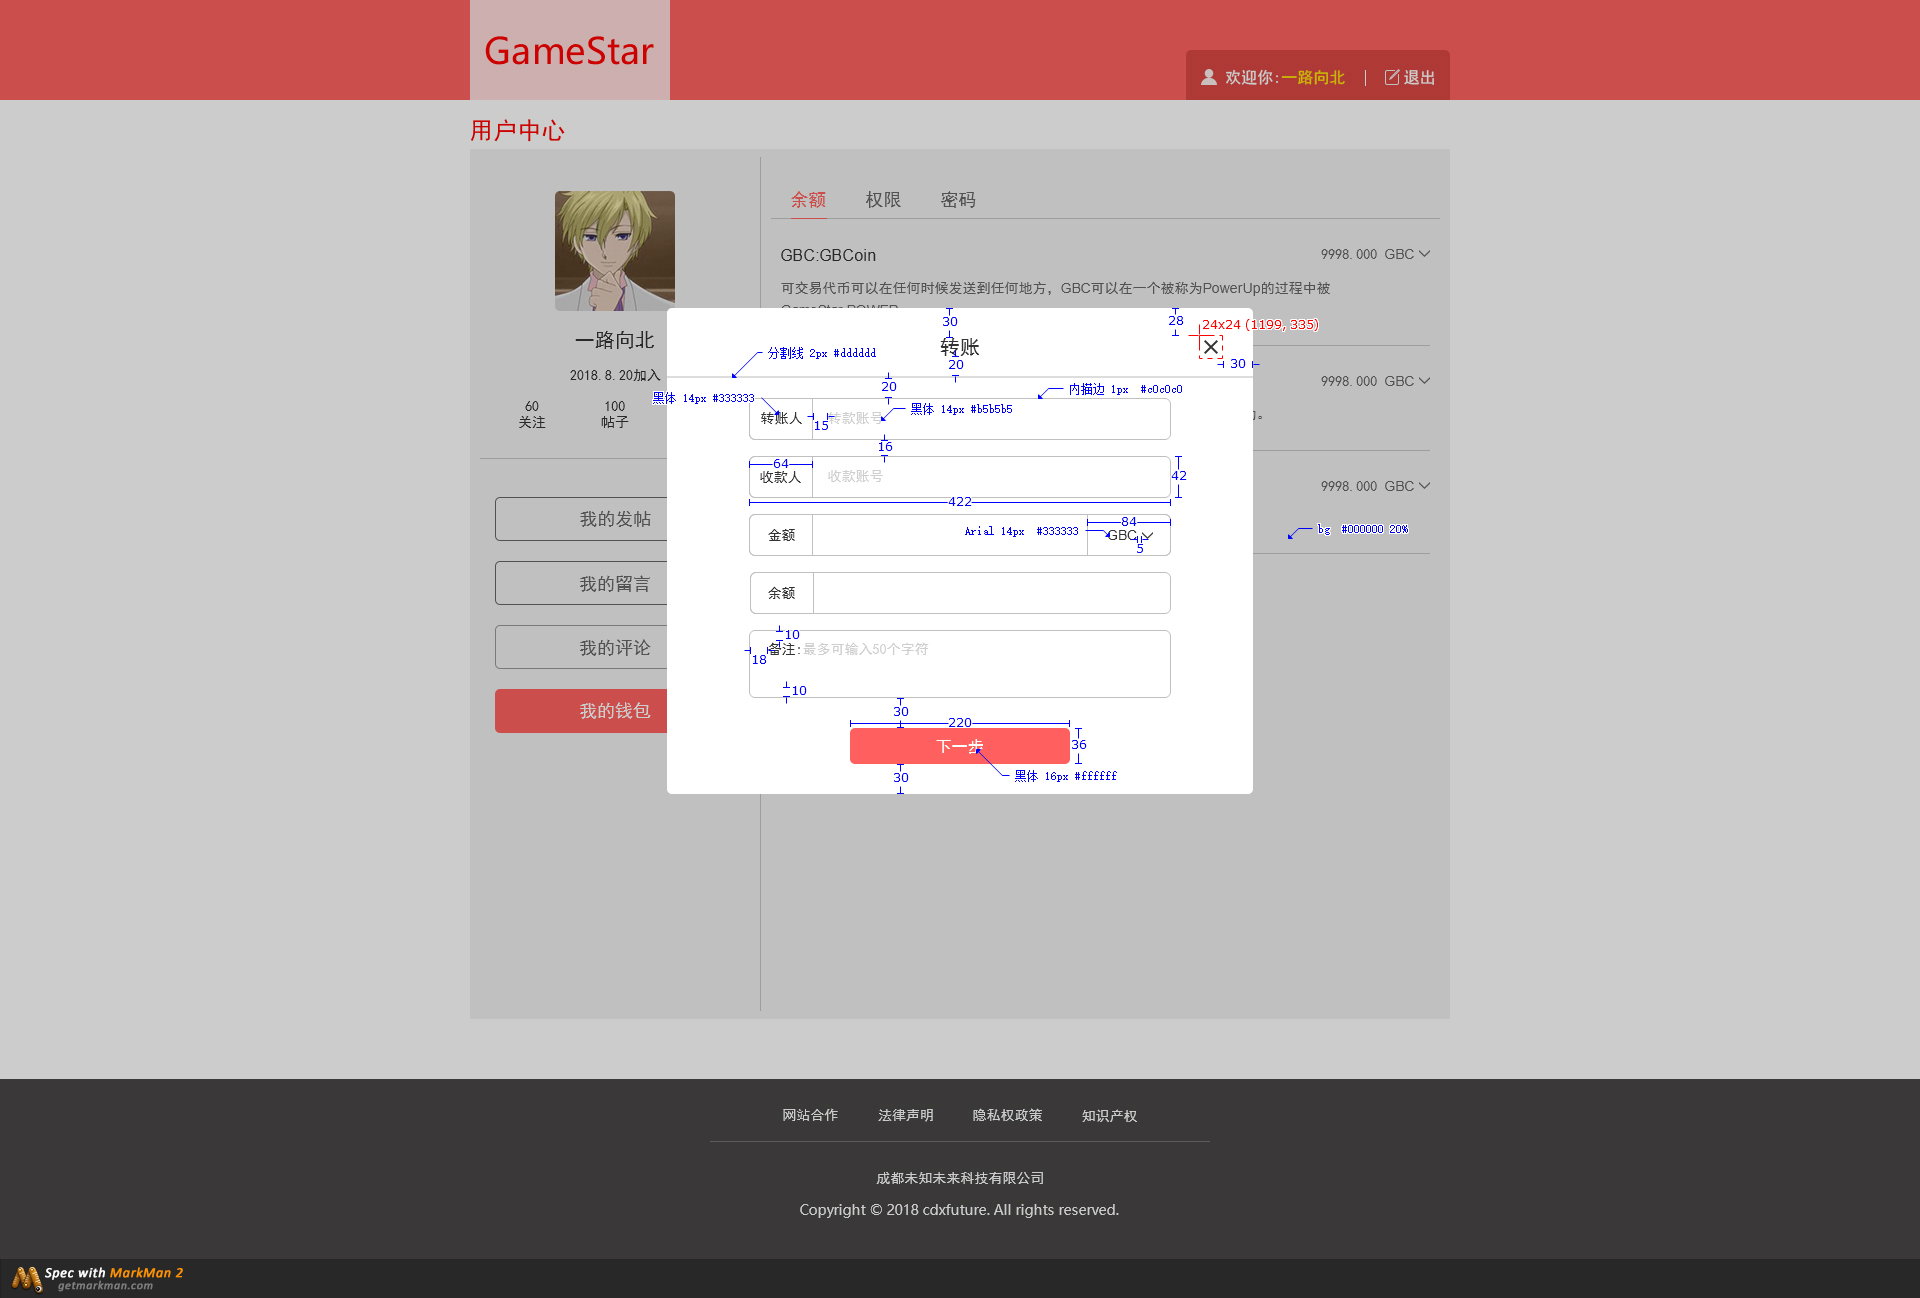 GameStar
欢迎你:一路向北
退出
用户中心
余额 权限 密码
GBC:GBCoin
9998.000 GBC
可交易代币可以在任何时候发送到任何地方，GBC可以在一个被称为PowerUp的过程中被
一路向北
2018.8.20加入
60 100
关注 帖子
我的发帖
我的留言
我的评论
我的钱包
9998.000 GBC
9998.000 GBC
bg #000000 20%
30
28
24x24 (1199, 335)
转账
20
30
分割线 2px #dddddd
20
内描边 1px #c0c0c0
黑体 14px #333333
黑体 14px #b5b5b5
转账人 转款账号
15
16
64
收款人 收款账号
42
422
84
金额
Arial 14px #333333
GBC
5
余额
10
备注:最多可输入50个字符
18
10
30
220
下一步
36
30
黑体 16px #ffffff
网站合作 法律声明 隐私权政策 知识产权
成都未知未来科技有限公司
Copyright © 2018 cdxfuture. All rights reserved.
Spec with MarkMan 2
getmarkman.com